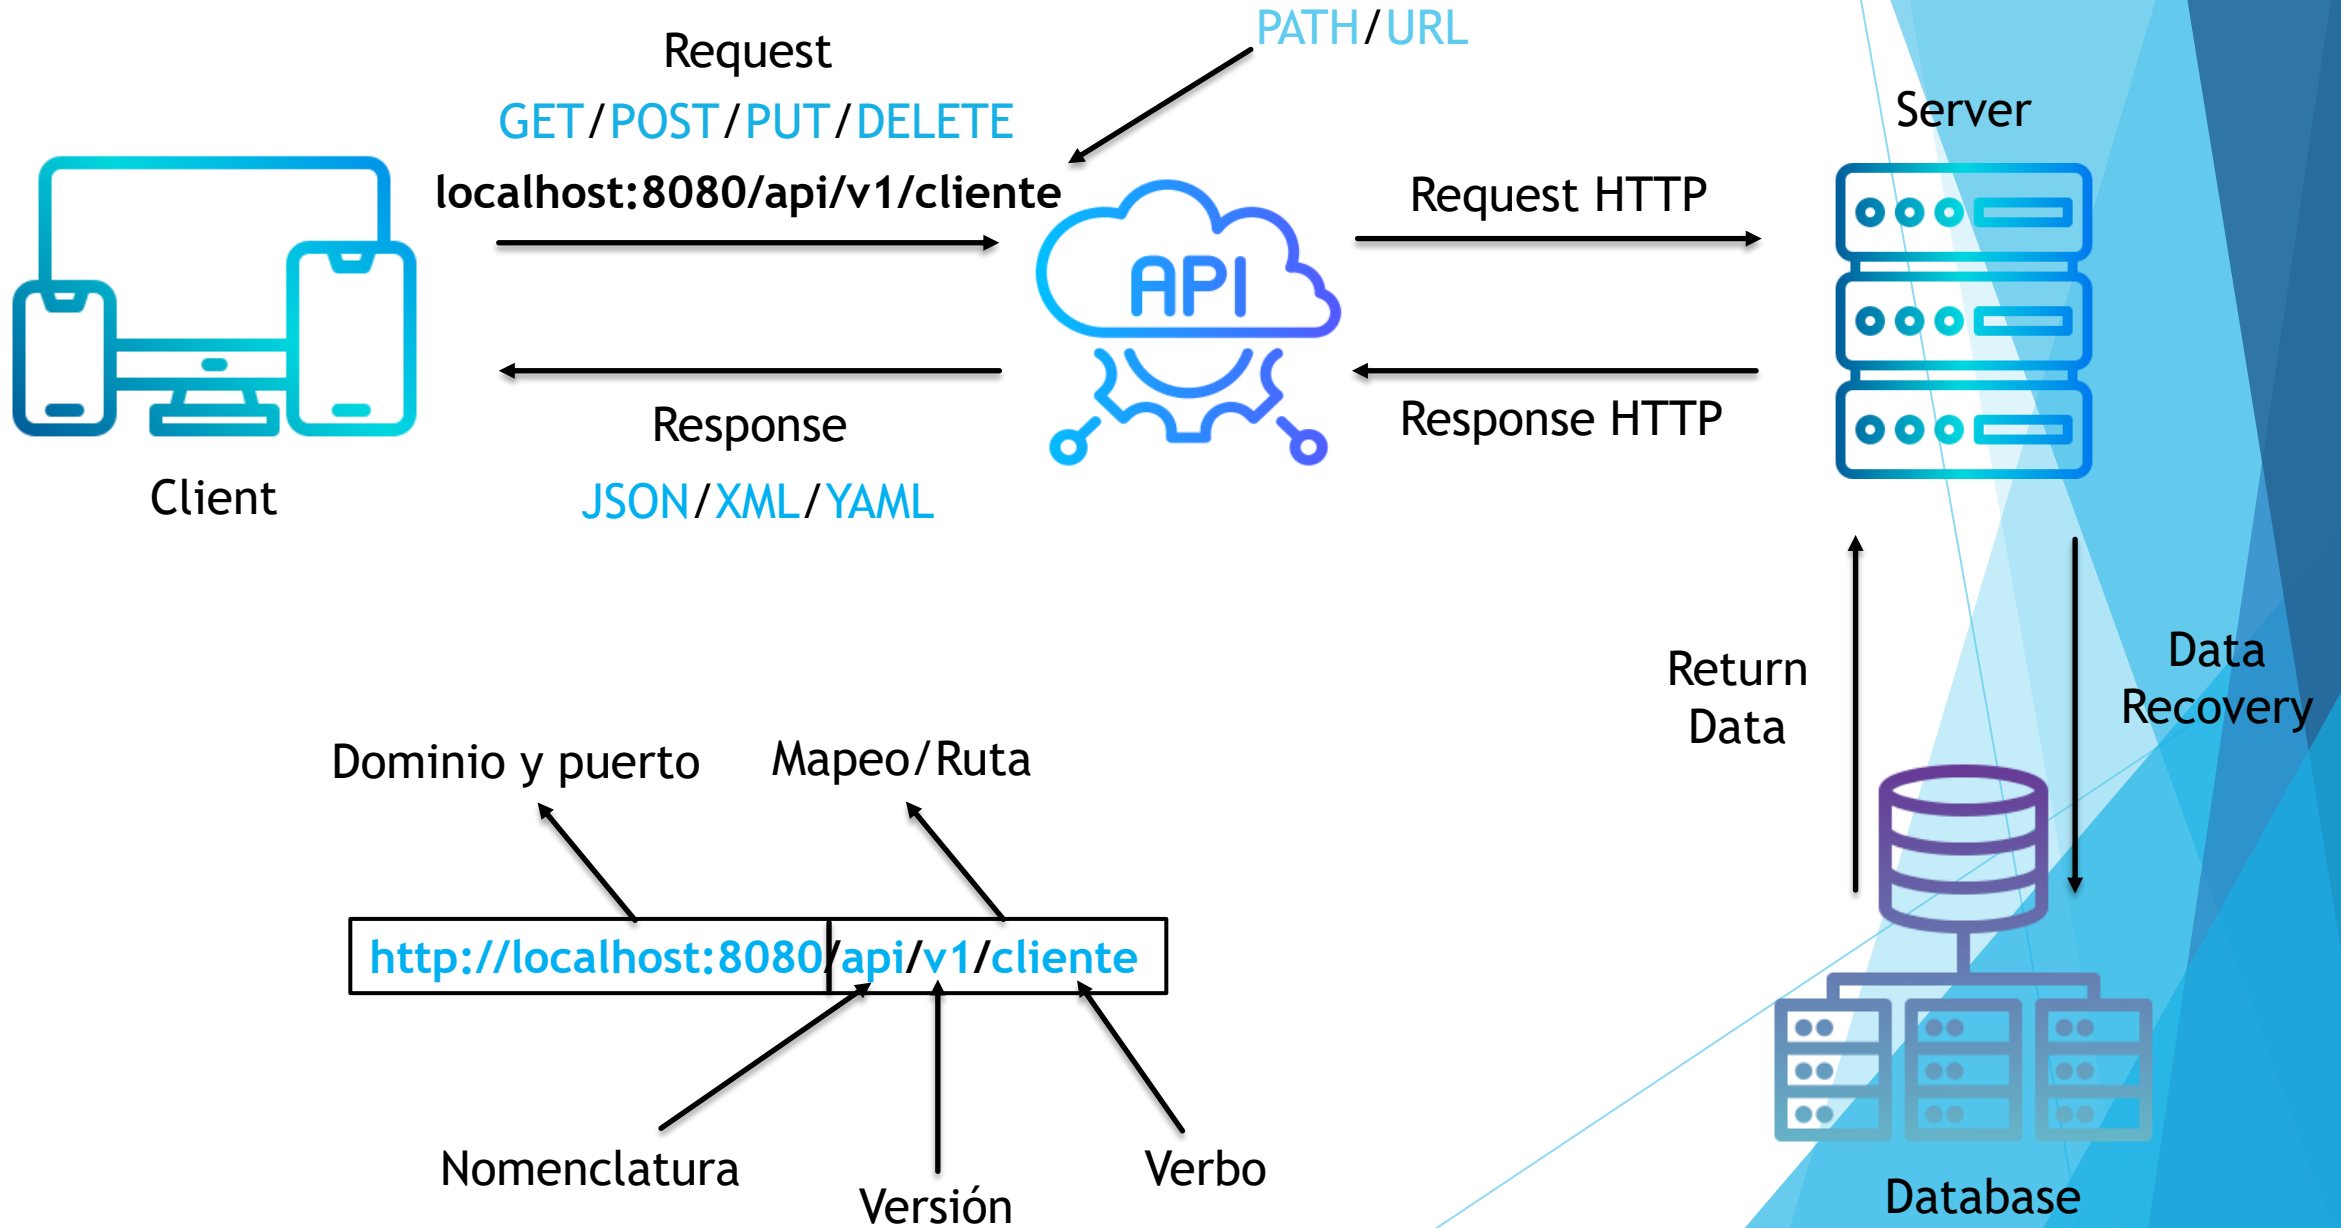 PATH/URL
Request
GET/POST/PUT/DELETE
localhost:8080/api/v1/cliente
Server
Request HTTP
API
Response
JSON/XML/YAML
Response HTTP
Client
Return
Data
Data
Recovery
Dominio y puerto
Mapeo/Ruta
http://localhost:8080/api/v1/cliente
Nomenclatura
Versión
Verbo
Database